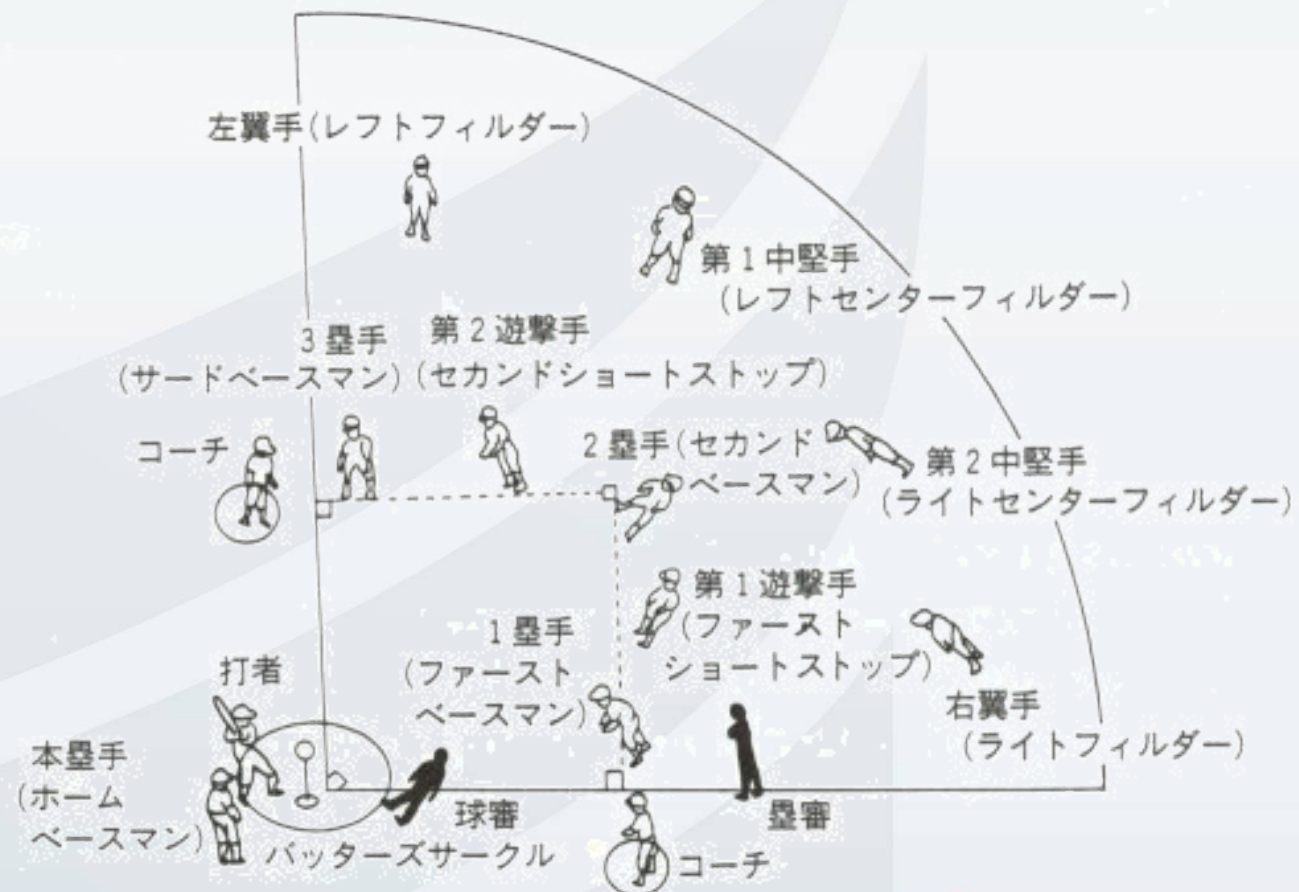 左翼手(レフトフィルダー)
第1中堅手
(レフトセンターフィルダー)
3塁手
(サードベースマン)
第2遊撃手
(セカンドショートストップ)
コーチ
2塁手(セカンド
ベースマン)
第2中堅手
(ライトセンターフィルダー)
第1遊撃手
(ファースト
ショートストップ)
1塁手
(ファースト
ベースマン)
打者
右翼手
(ライトフィルダー)
本塁手
(ホーム
ベースマン)
球審
塁審
バッターズサークル
コーチ